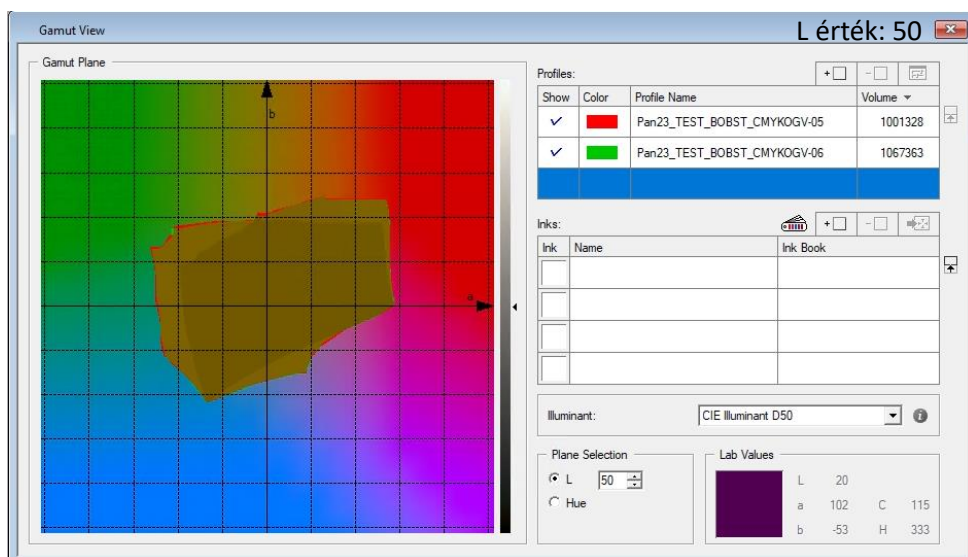 Gamut View
L érték: 50
Gamut Plane
b
a
Profiles:
Show Color Profile Name Volume
Pan23_TEST_BOBST_CMYKOGV-05 1001328
Pan23_TEST_BOBST_CMYKOGV-06 1067363
Inks:
Ink Name Ink Book
Illuminant: CIE Illuminant D50
Plane Selection
L 50
Hue
Lab Values
L 20
a 102 C 115
b -53 H 333